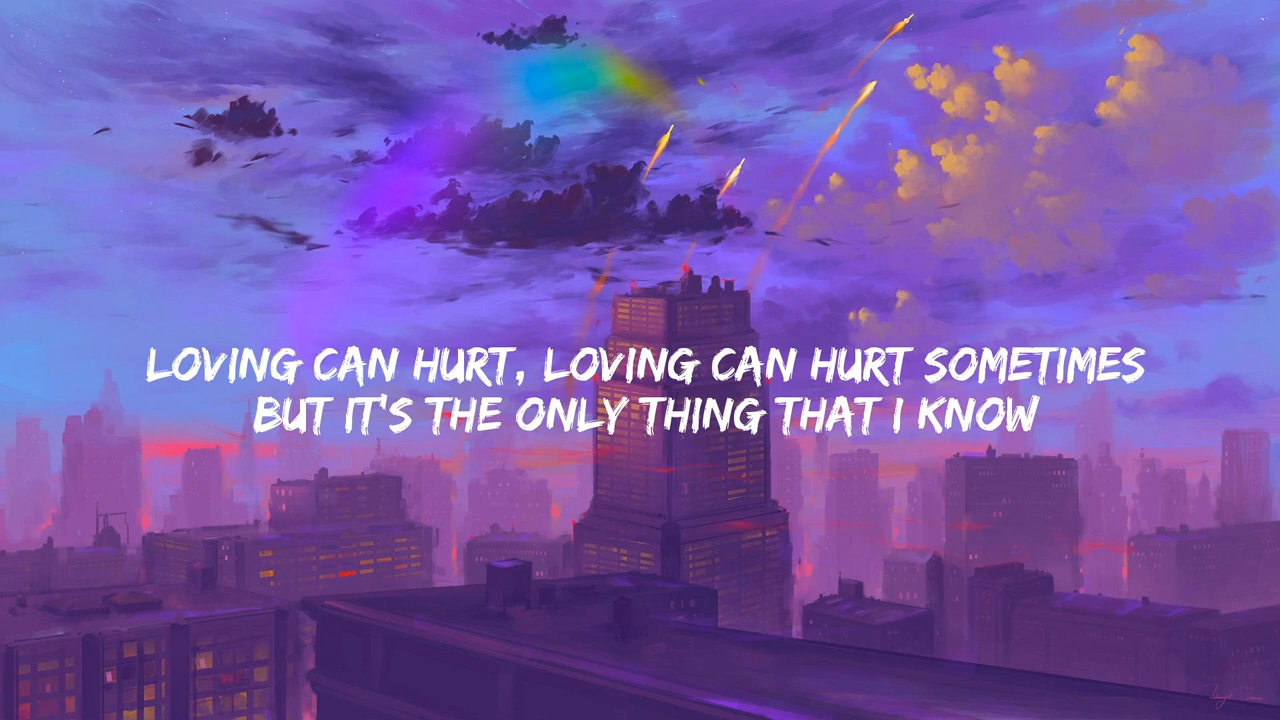 LOVING CAN HURT, LOVING CAN HURT SOMETIMES
BUT IT'S THE ONLY THING THAT I KNOW